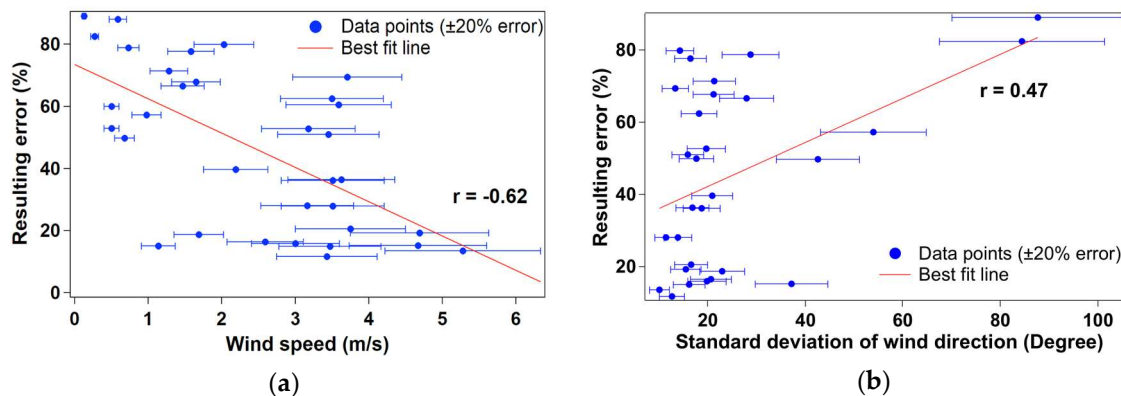 Data points (±20% error)
Best fit line
r = -0.62
Resulting error (%)
80
60
40
20
0
0 1 2 3 4 5 6
Wind speed (m/s)
(a)
r = 0.47
Data points (±20% error)
Best fit line
Resulting error (%)
80
60
40
20
20 40 60 80 100
Standard deviation of wind direction (Degree)
(b)